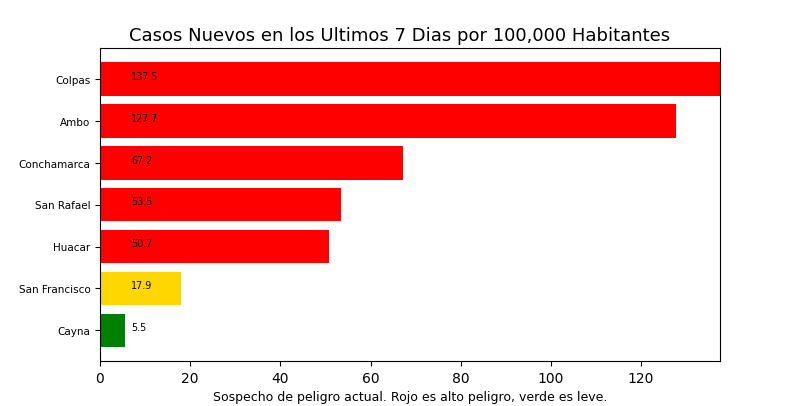 Casos Nuevos en los Ultimos 7 Dias por 100,000 Habitantes
Colpas 137.5
Ambo 127.7
Conchamarca 67.2
San Rafael 53.5
Huacar 50.7
San Francisco 17.9
Cayna 5.5
0 20 40 60 80 100 120
Sospecho de peligro actual. Rojo es alto peligro, verde es leve.